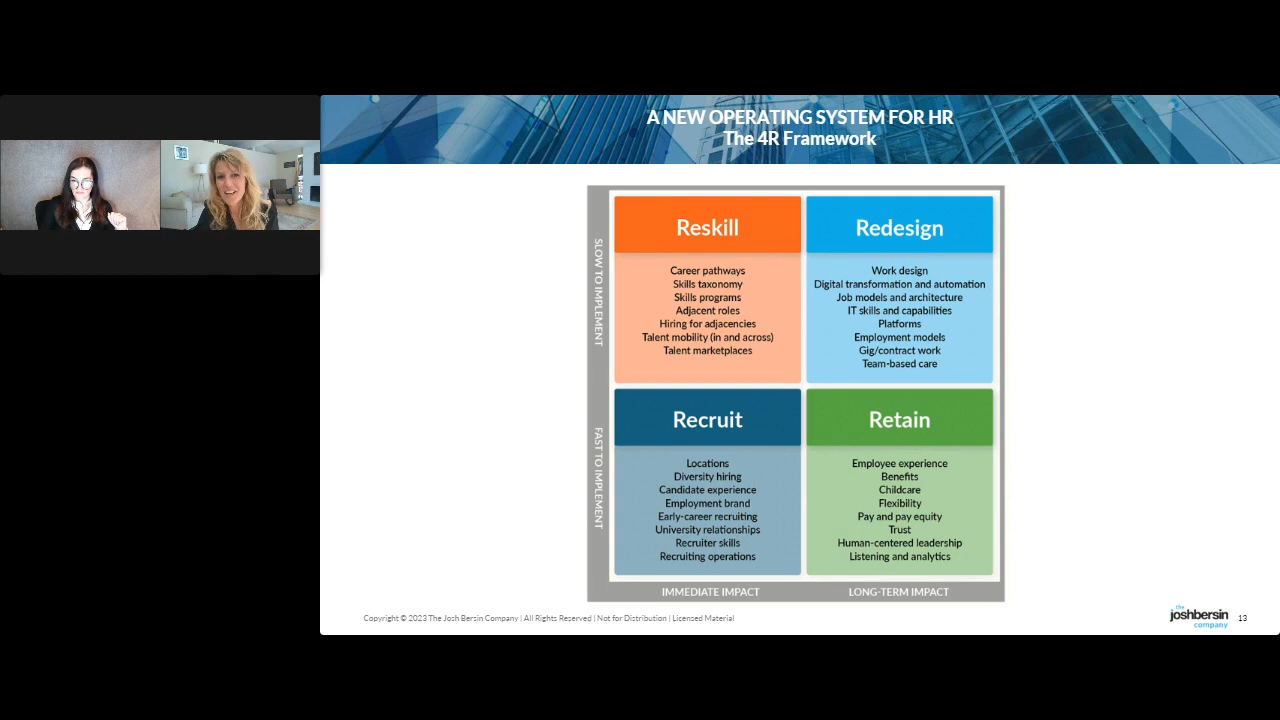 A NEW OPERATING SYSTEM FOR HR
The 4R Framework
SLOW TO IMPLEMENT
Reskill
Career pathways
Skills taxonomy
Skills programs
Adjacent roles
Hiring for adjacencies
Talent mobility (in and across)
Talent marketplaces
Redesign
Work design
Digital transformation and automation
Job models and architecture
IT skills and capabilities
Platforms
Employment models
Gig/contract work
Team-based care
FAST TO IMPLEMENT
Recruit
Locations
Diversity hiring
Candidate experience
Employment brand
Early-career recruiting
University relationships
Recruiter skills
Recruiting operations
Retain
Employee experience
Benefits
Childcare
Flexibility
Pay and pay equity
Trust
Human-centered leadership
Listening and analytics
IMMEDIATE IMPACT
LONG-TERM IMPACT
Copyright © 2023 The Josh Bersin Company | All Rights Reserved | Not for Distribution | Licensed Material
the
joshbersin
company
13